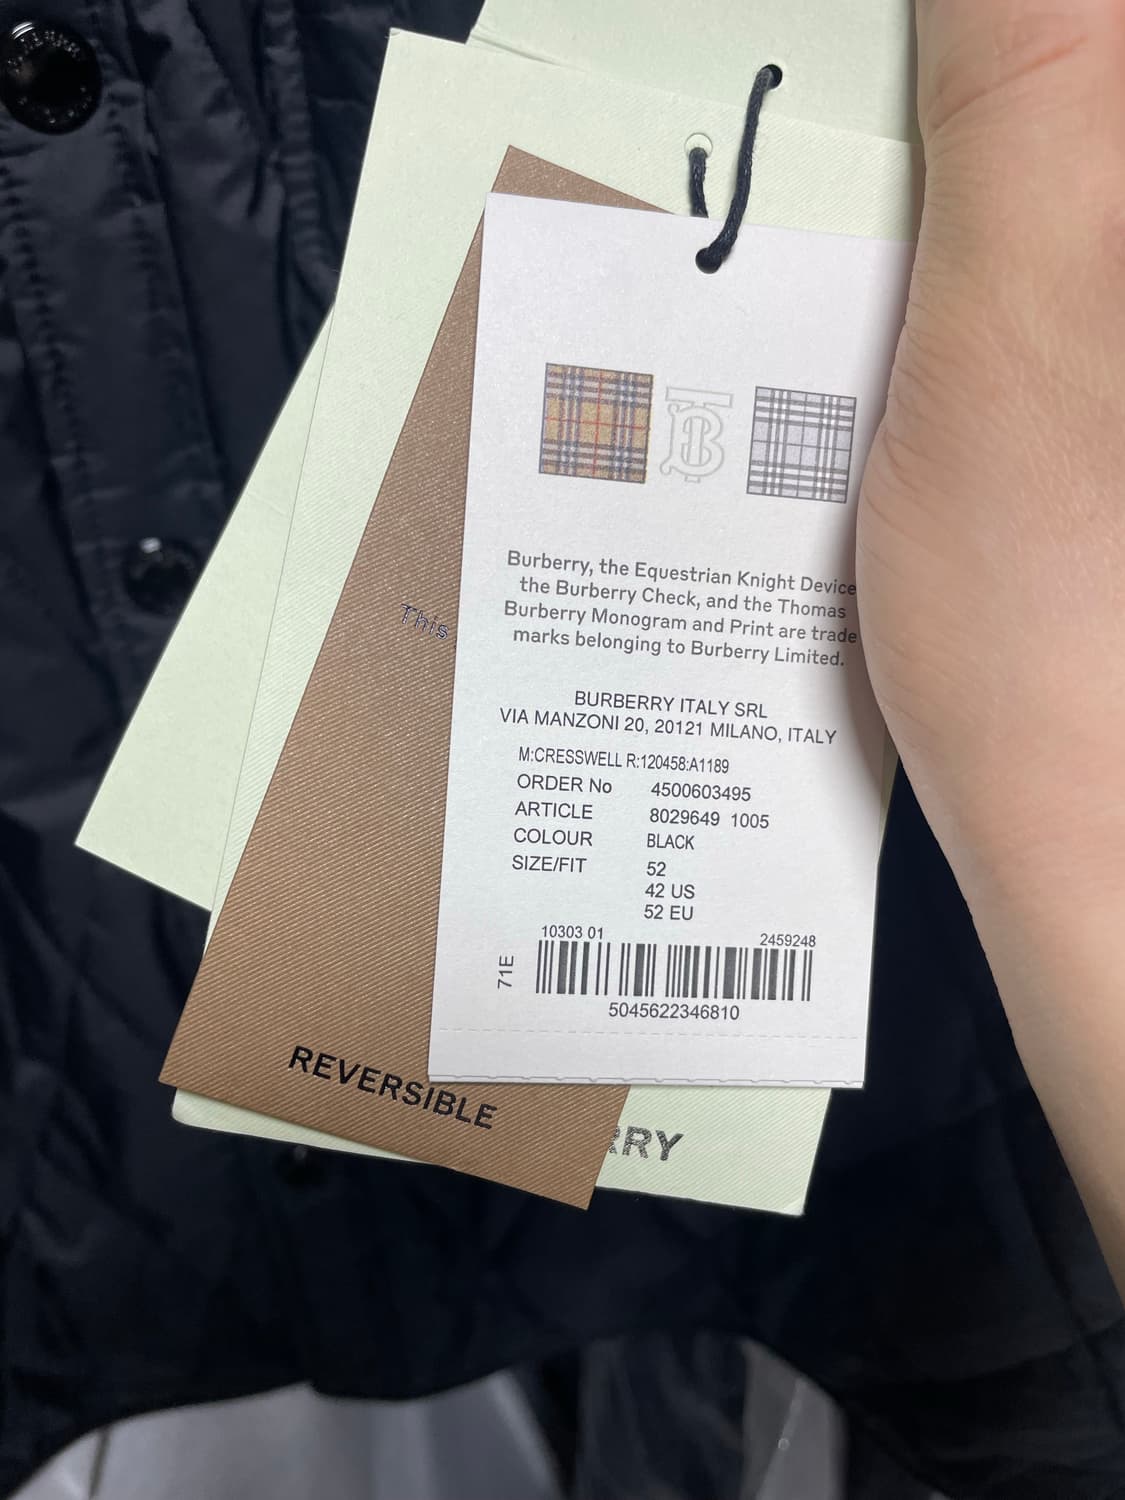 This
Burberry, the Equestrian Knight Device
the Burberry Check, and the Thomas
Burberry Monogram and Print are trade
marks belonging to Burberry Limited.
BURBERRY ITALY SRL
VIA MANZONI 20, 20121 MILANO, ITALY
M:CRESSWELL R:120458:A1189
ORDER No 4500603495
ARTICLE 8029649 1005
COLOUR BLACK
SIZE/FIT 52
42 US
52 EU
10303 01 2459248
71E
5045622346810
REVERSIBLE
RRY